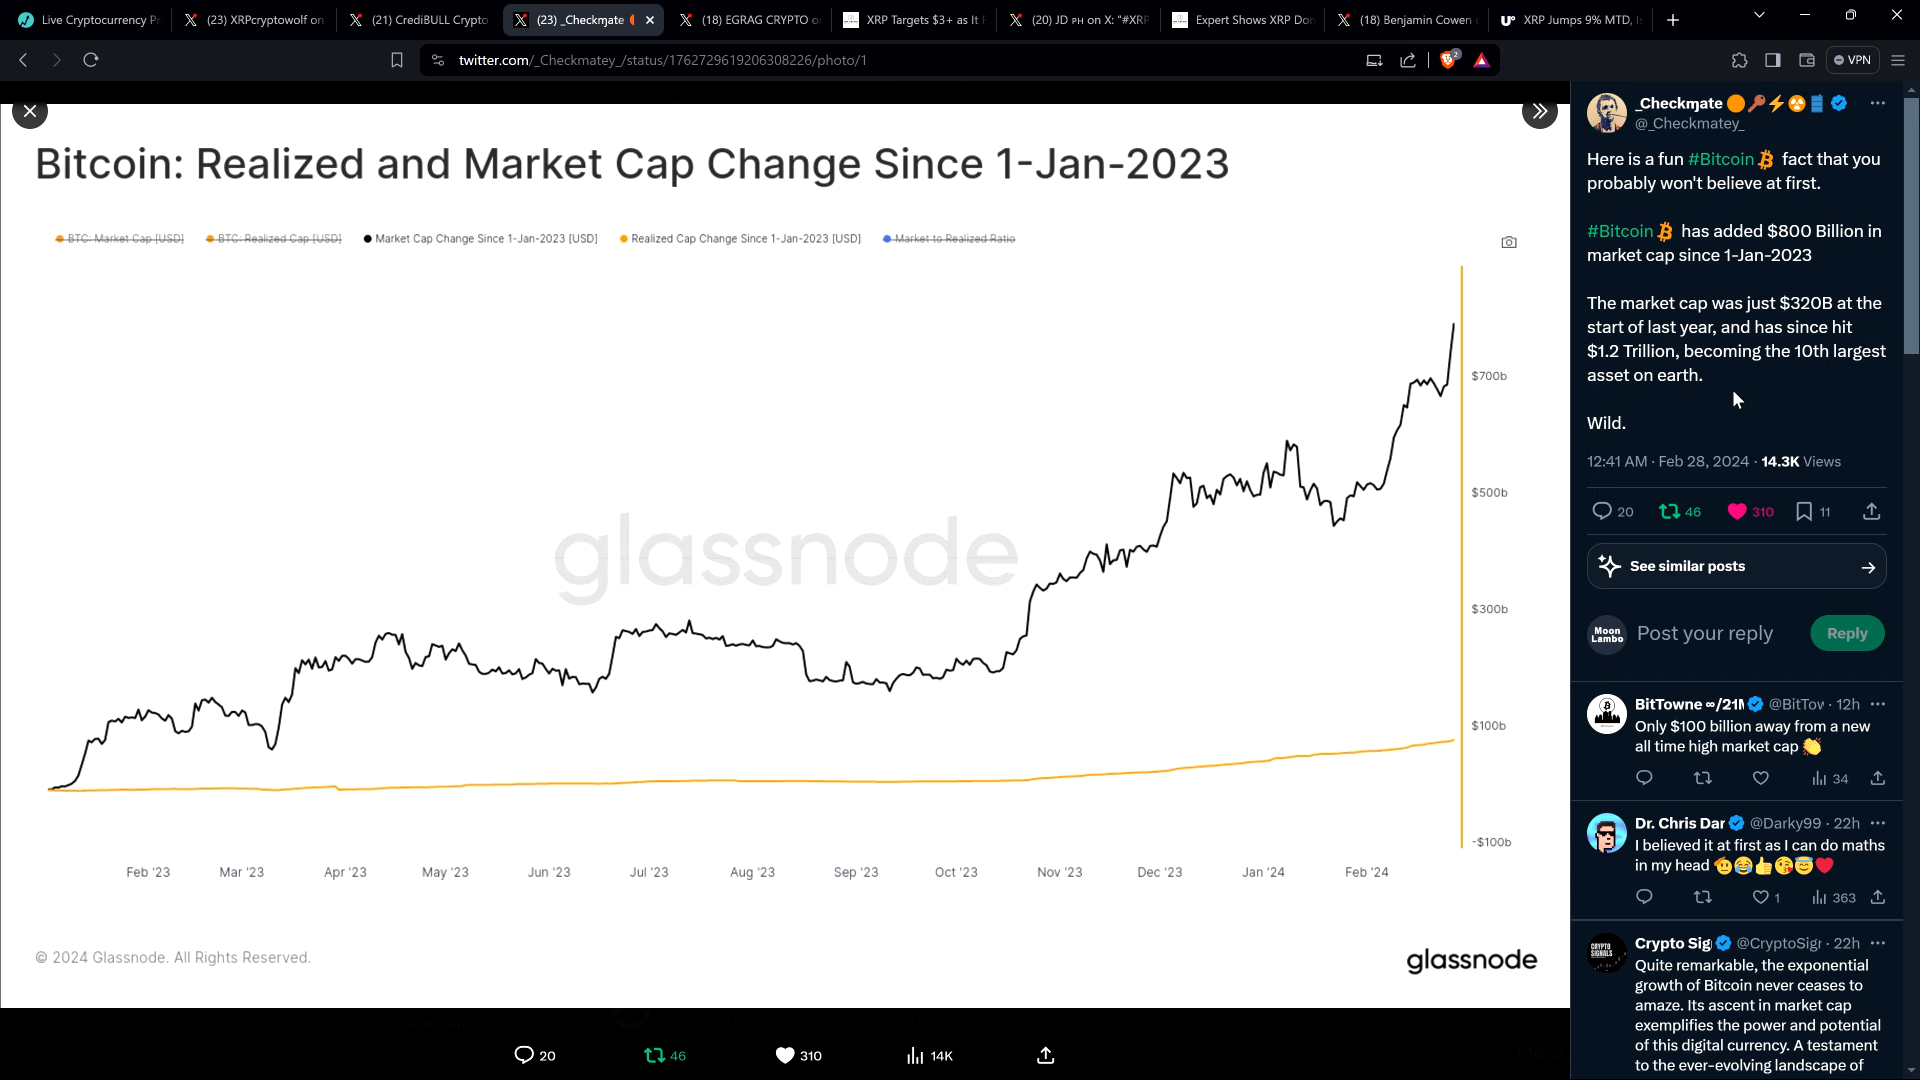 Live Cryptocurrency Pr
(23) XRPcryptowolf on
(21) CrediBULL Crypto
(23) _Checkɱate
(18) EGRAG CRYPTO o
XRP Targets $3+ as It F
(20) JD ᴘʜ on X: "#XRP
Expert Shows XRP Don
(18) Benjamin Cowen
XRP Jumps 9% MTD, Is
twitter.com/_Checkmatey_/status/1762729619206308226/photo/1
2
VPN
Bitcoin: Realized and Market Cap Change Since 1-Jan-2023
BTC: Market Cap [USD]
BTC: Realized Cap [USD]
Market Cap Change Since 1-Jan-2023 [USD]
Realized Cap Change Since 1-Jan-2023 [USD]
Market to Realized Ratio
glassnode
$700b
$500b
$300b
$100b
-$100b
Feb '23
Mar '23
Apr '23
May '23
Jun '23
Jul '23
Aug '23
Sep '23
Oct '23
Nov '23
Dec '23
Jan '24
Feb '24
© 2024 Glassnode. All Rights Reserved.
glassnode
20
46
310
14K
_Checkɱate 🟠🔑⚡☢️
@_Checkmatey_
Here is a fun #Bitcoin fact that you
probably won't believe at first.
#Bitcoin has added $800 Billion in
market cap since 1-Jan-2023
The market cap was just $320B at the
start of last year, and has since hit
$1.2 Trillion, becoming the 10th largest
asset on earth.
Wild.
12:41 AM · Feb 28, 2024 · 14.3K Views
20
46
310
11
See similar posts
Moon
Lambo
Post your reply
Reply
BitTowne ∞/21M @BitTow · 12h
Only $100 billion away from a new
all time high market cap 👏
34
Dr. Chris Dar @Darky99 · 22h
I believed it at first as I can do maths
in my head 🫡😂👍😘😇❤️
1
363
CRYPTO
SIGNALS
Crypto Sig @CryptoSigr · 22h
Quite remarkable, the exponential
growth of Bitcoin never ceases to
amaze. Its ascent in market cap
exemplifies the power and potential
of this digital currency. A testament
to the ever-evolving landscape of